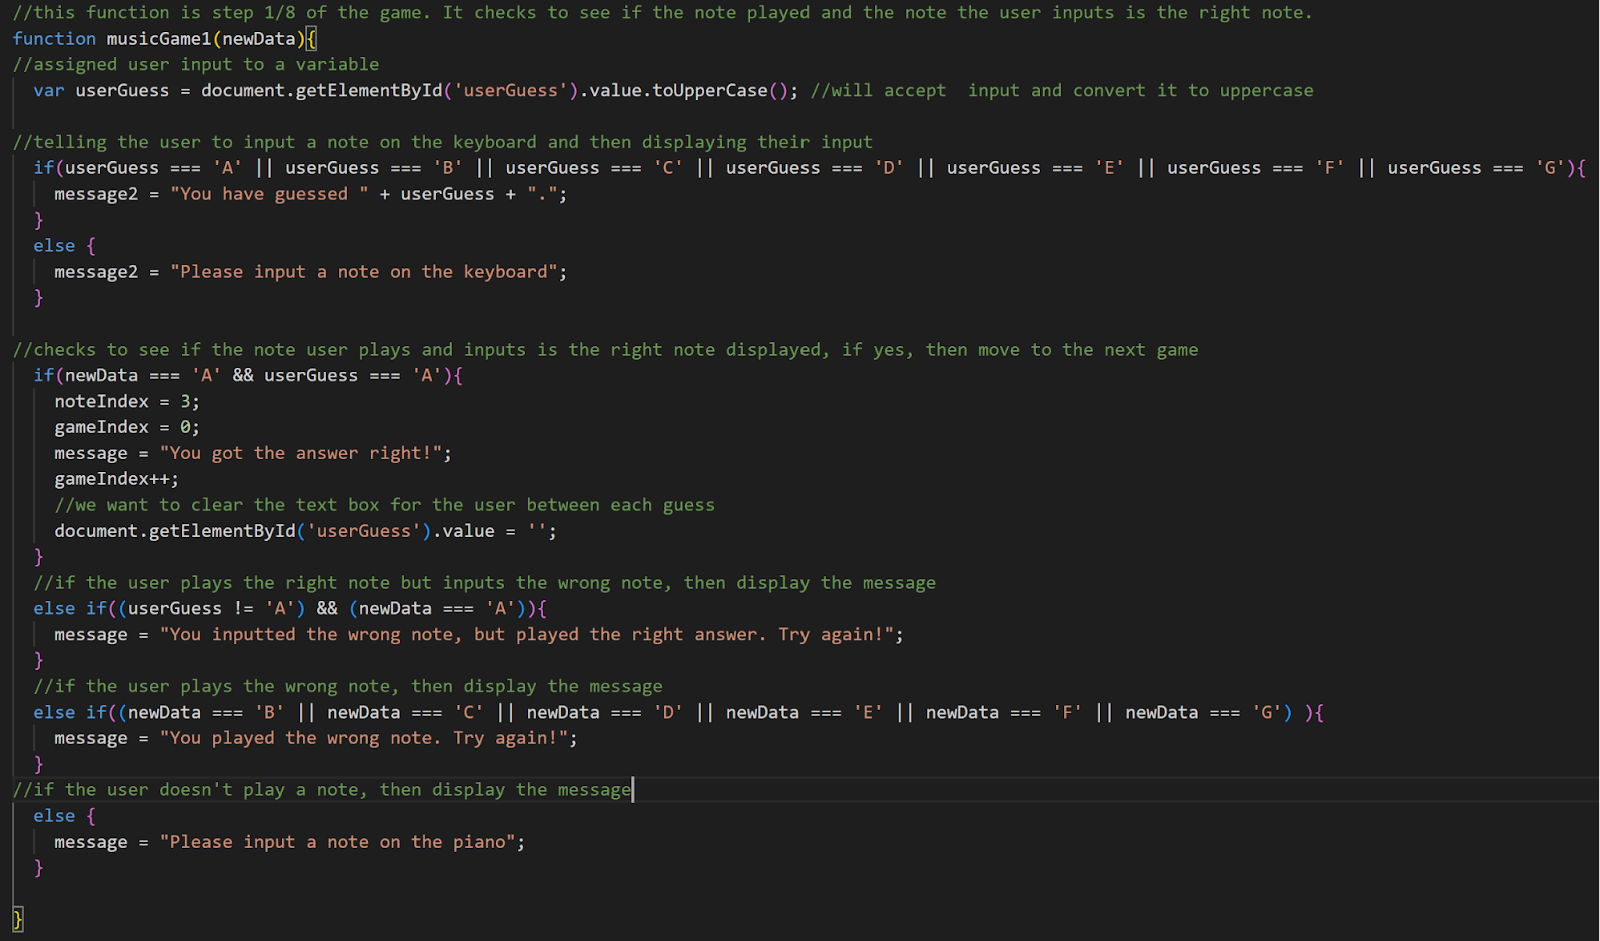 //this function is step 1/8 of the game. It checks to see if the note played and the note the user inputs is the right note.
function musicGame1(newData){
//assigned user input to a variable
  var userGuess = document.getElementById('userGuess').value.toUpperCase(); //will accept  input and convert it to uppercase

//telling the user to input a note on the keyboard and then displaying their input
  if(userGuess === 'A' || userGuess === 'B' || userGuess === 'C' || userGuess === 'D' || userGuess === 'E' || userGuess === 'F' || userGuess === 'G'){
    message2 = "You have guessed " + userGuess + ".";
  }
  else {
    message2 = "Please input a note on the keyboard";
  }

//checks to see if the note user plays and inputs is the right note displayed, if yes, then move to the next game
  if(newData === 'A' && userGuess === 'A'){
    noteIndex = 3;
    gameIndex = 0;
    message = "You got the answer right!";
    gameIndex++;
    //we want to clear the text box for the user between each guess
    document.getElementById('userGuess').value = '';
  }
  //if the user plays the right note but inputs the wrong note, then display the message
  else if((userGuess != 'A') && (newData === 'A')){
    message = "You inputted the wrong note, but played the right answer. Try again!";
  }
  //if the user plays the wrong note, then display the message
  else if((newData === 'B' || newData === 'C' || newData === 'D' || newData === 'E' || newData === 'F' || newData === 'G') ){
    message = "You played the wrong note. Try again!";
  }
//if the user doesn't play a note, then display the message
  else {
    message = "Please input a note on the piano";
  }

}